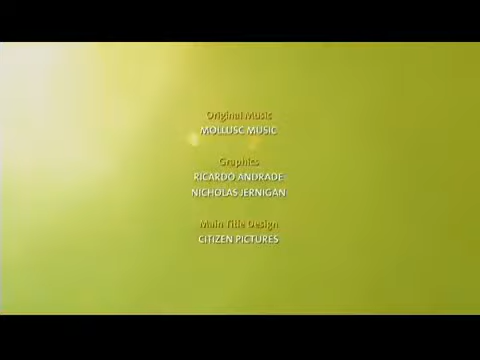 Original Music
MOLLUSC MUSIC
Graphics
RICARDO ANDRADE
NICHOLAS JERNIGAN
Main Title Design
CITIZEN PICTURES